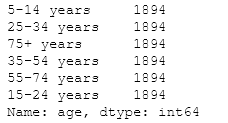 5-14 years     1894
25-34 years    1894
75+ years      1894
35-54 years    1894
55-74 years    1894
15-24 years    1894
Name: age, dtype: int64